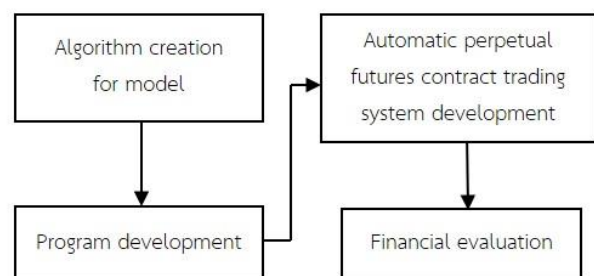 Algorithm creation
for model
Program development
Automatic perpetual
futures contract trading
system development
Financial evaluation